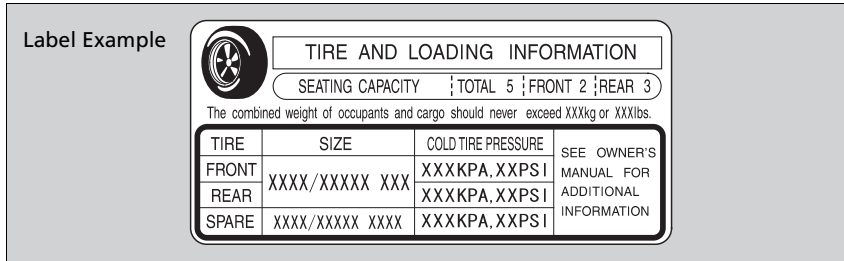 Label Example
TIRE AND LOADING INFORMATION
SEATING CAPACITY TOTAL 5 FRONT 2 REAR 3
The combined weight of occupants and cargo should never exceed XXXkg or XXXlbs.
TIRE SIZE COLD TIRE PRESSURE SEE OWNER'S MANUAL FOR ADDITIONAL INFORMATION
FRONT XXXX/XXXXX XXX XXXKPA,XXPSI
REAR XXXKPA,XXPSI
SPARE XXXX/XXXXX XXXX XXXKPA,XXPSI